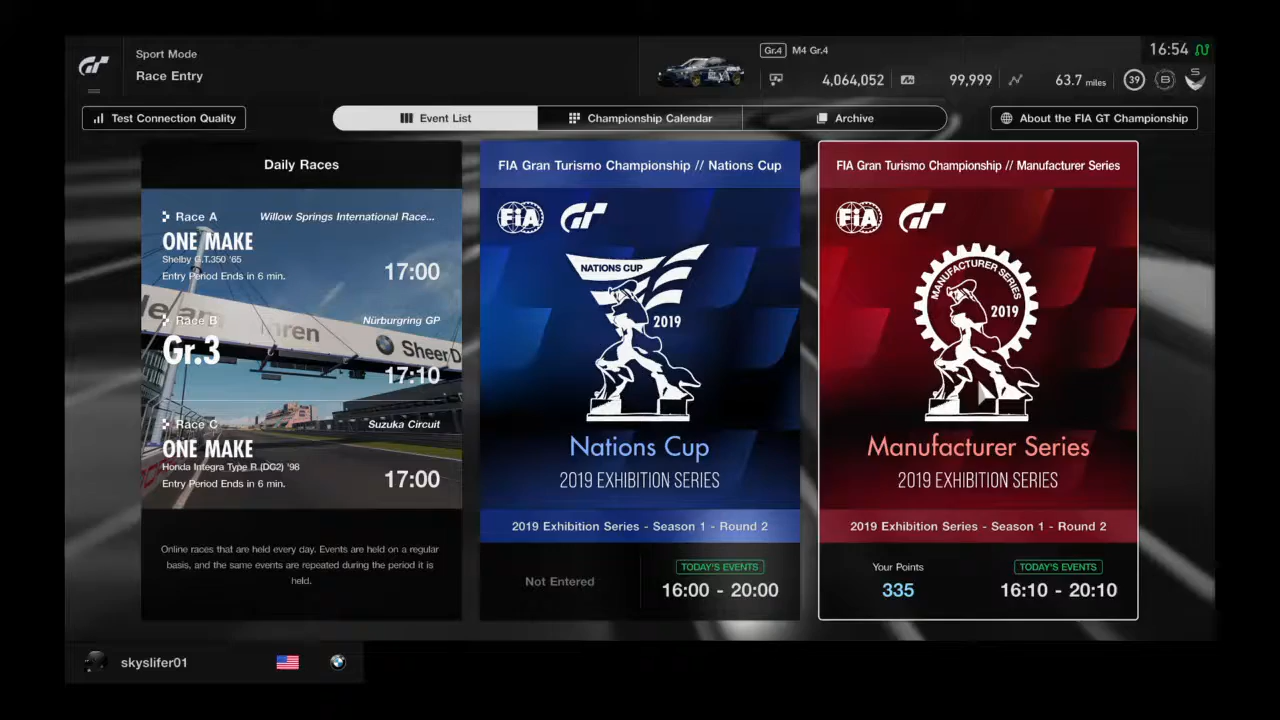 Sport Mode
Race Entry
Gr.4 M4 Gr.4
16:54
4,064,052
99,999
63.7 miles
39
B
S
Test Connection Quality
Event List
Championship Calendar
Archive
About the FIA GT Championship
Daily Races
Race A
Willow Springs International Race...
ONE MAKE
Shelby G.T.350 '65
Entry Period Ends in 6 min.
17:00
Race B
Nürburgring GP
Gr.3
17:10
Race C
Suzuka Circuit
ONE MAKE
Honda Integra Type R (DC2) '98
Entry Period Ends in 6 min.
17:00
Online races that are held every day. Events are held on a regular
basis, and the same events are repeated during the period it is
held.
FIA Gran Turismo Championship // Nations Cup
FIA GT
NATIONS CUP
2019
Nations Cup
2019 EXHIBITION SERIES
2019 Exhibition Series - Season 1 - Round 2
Not Entered
TODAY'S EVENTS
16:00 - 20:00
FIA Gran Turismo Championship // Manufacturer Series
FIA GT
MANUFACTURER SERIES
2019
Manufacturer Series
2019 EXHIBITION SERIES
2019 Exhibition Series - Season 1 - Round 2
Your Points
335
TODAY'S EVENTS
16:10 - 20:10
skyslifer01